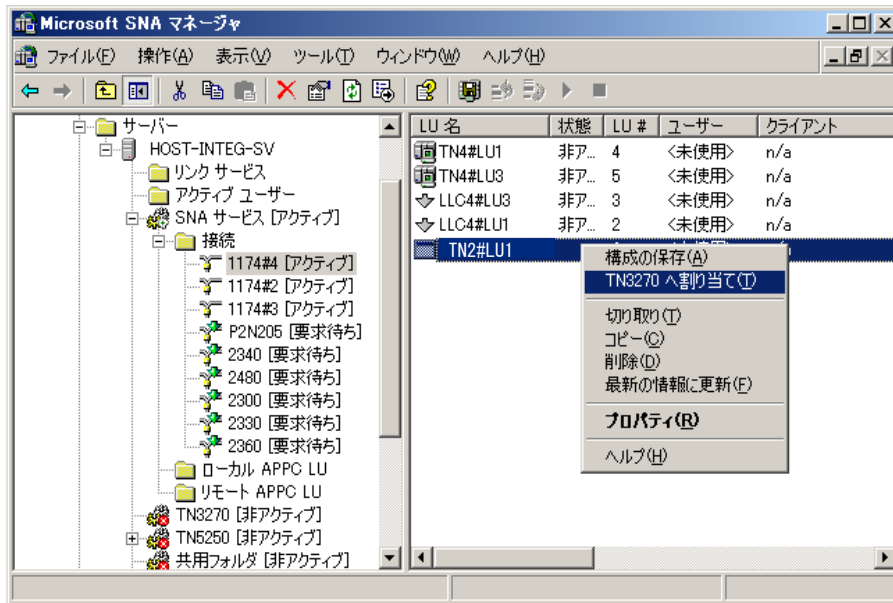 Microsoft SNA マネージャ
ファイル(F) 操作(A) 表示(V) ツール(T) ウィンドウ(W) ヘルプ(H)
サーバー
HOST-INTEG-SV
リンク サービス
アクティブ ユーザー
SNA サービス [アクティブ]
接続
1174#4 [アクティブ]
1174#2 [アクティブ]
1174#3 [アクティブ]
P2N205 [要求待ち]
2340 [要求待ち]
2480 [要求待ち]
2300 [要求待ち]
2330 [要求待ち]
2360 [要求待ち]
ローカル APPC LU
リモート APPC LU
TN3270 [非アクティブ]
TN5250 [非アクティブ]
共用フォルダ [非アクティブ]
LU 名 状態 LU # ユーザー クライアント
TN4#LU1 非ア... 4 <未使用> n/a
TN4#LU3 非ア... 5 <未使用> n/a
LLC4#LU3 非ア... 3 <未使用> n/a
LLC4#LU1 非ア... 2 <未使用> n/a
TN2#LU1
構成の保存(A)
TN3270 へ割り当て(T)
切り取り(T)
コピー(C)
削除(D)
最新の情報に更新(F)
プロパティ(R)
ヘルプ(H)